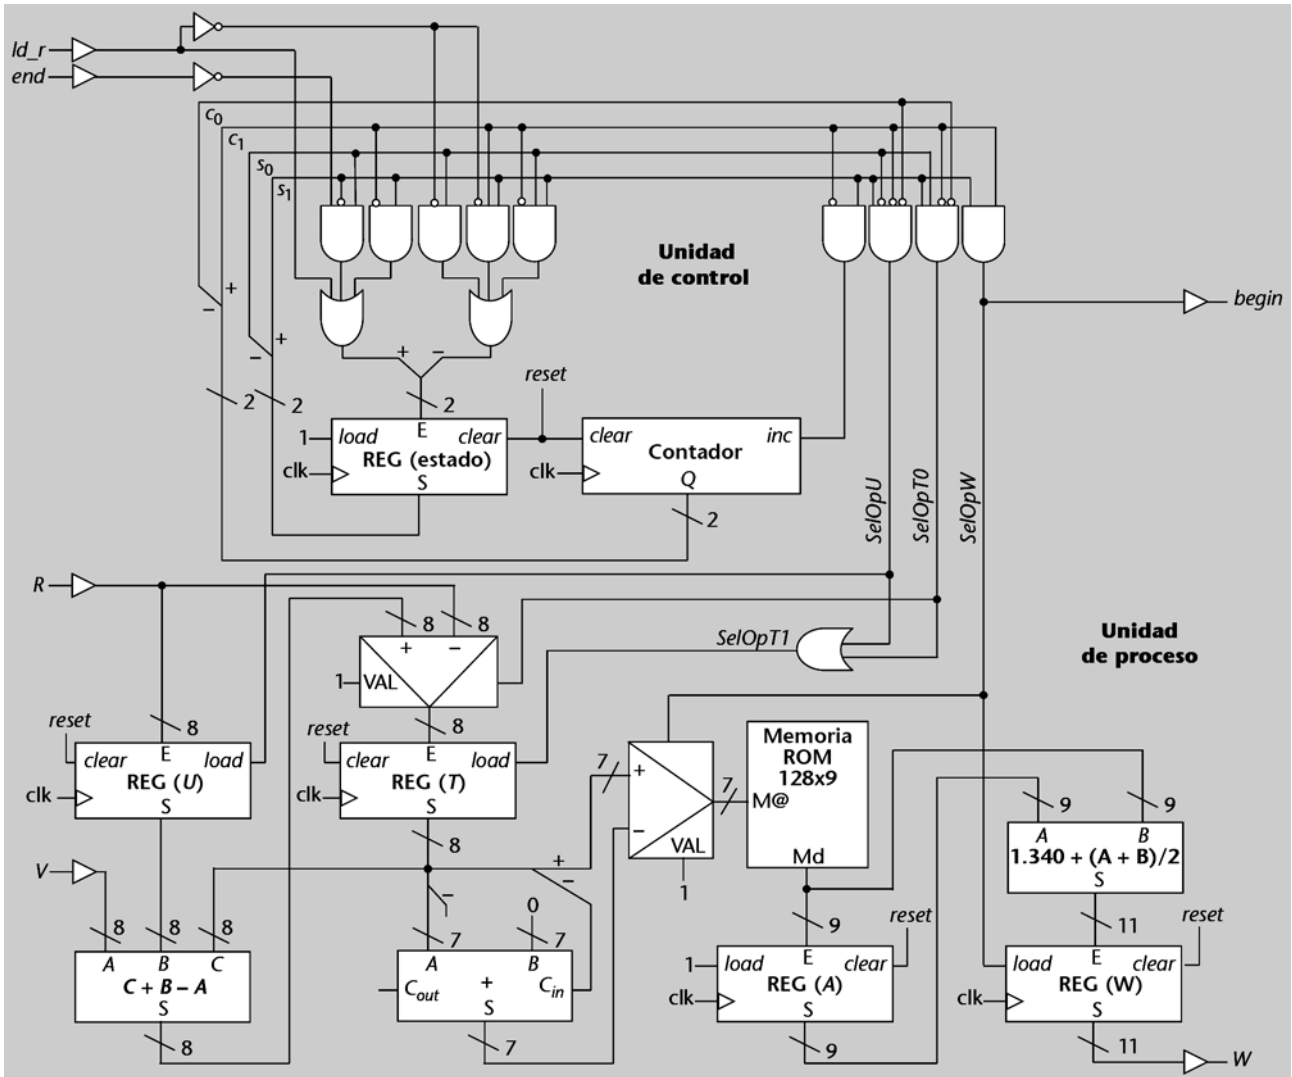 ld_r
end
c0
c1
s0
s1
Unidad
de control
+
−
+
−
+ −
begin
2
2
2
reset
1 load E clear
clk REG (estado)
S
clear inc
clk Contador
Q
2
SelOpU
SelOpT0
SelOpW
R
8 8
+ −
1 VAL
SelOpT1
Unidad
de proceso
8
reset
clear E load
clk REG (U)
S
8
reset
clear E load
clk REG (T)
S
8
7
+
−
VAL
1
7
Memoria
ROM
128x9
M@
Md
9 9
A B
1.340 + (A + B)/2
S
V
8 8 8
A B C
C + B − A
S
8
−
+
−
0
7 7
A B
Cout + Cin
S
7
9
reset
1 load E clear
clk REG (A)
S
9
11
reset
load E clear
clk REG (W)
S
11
W